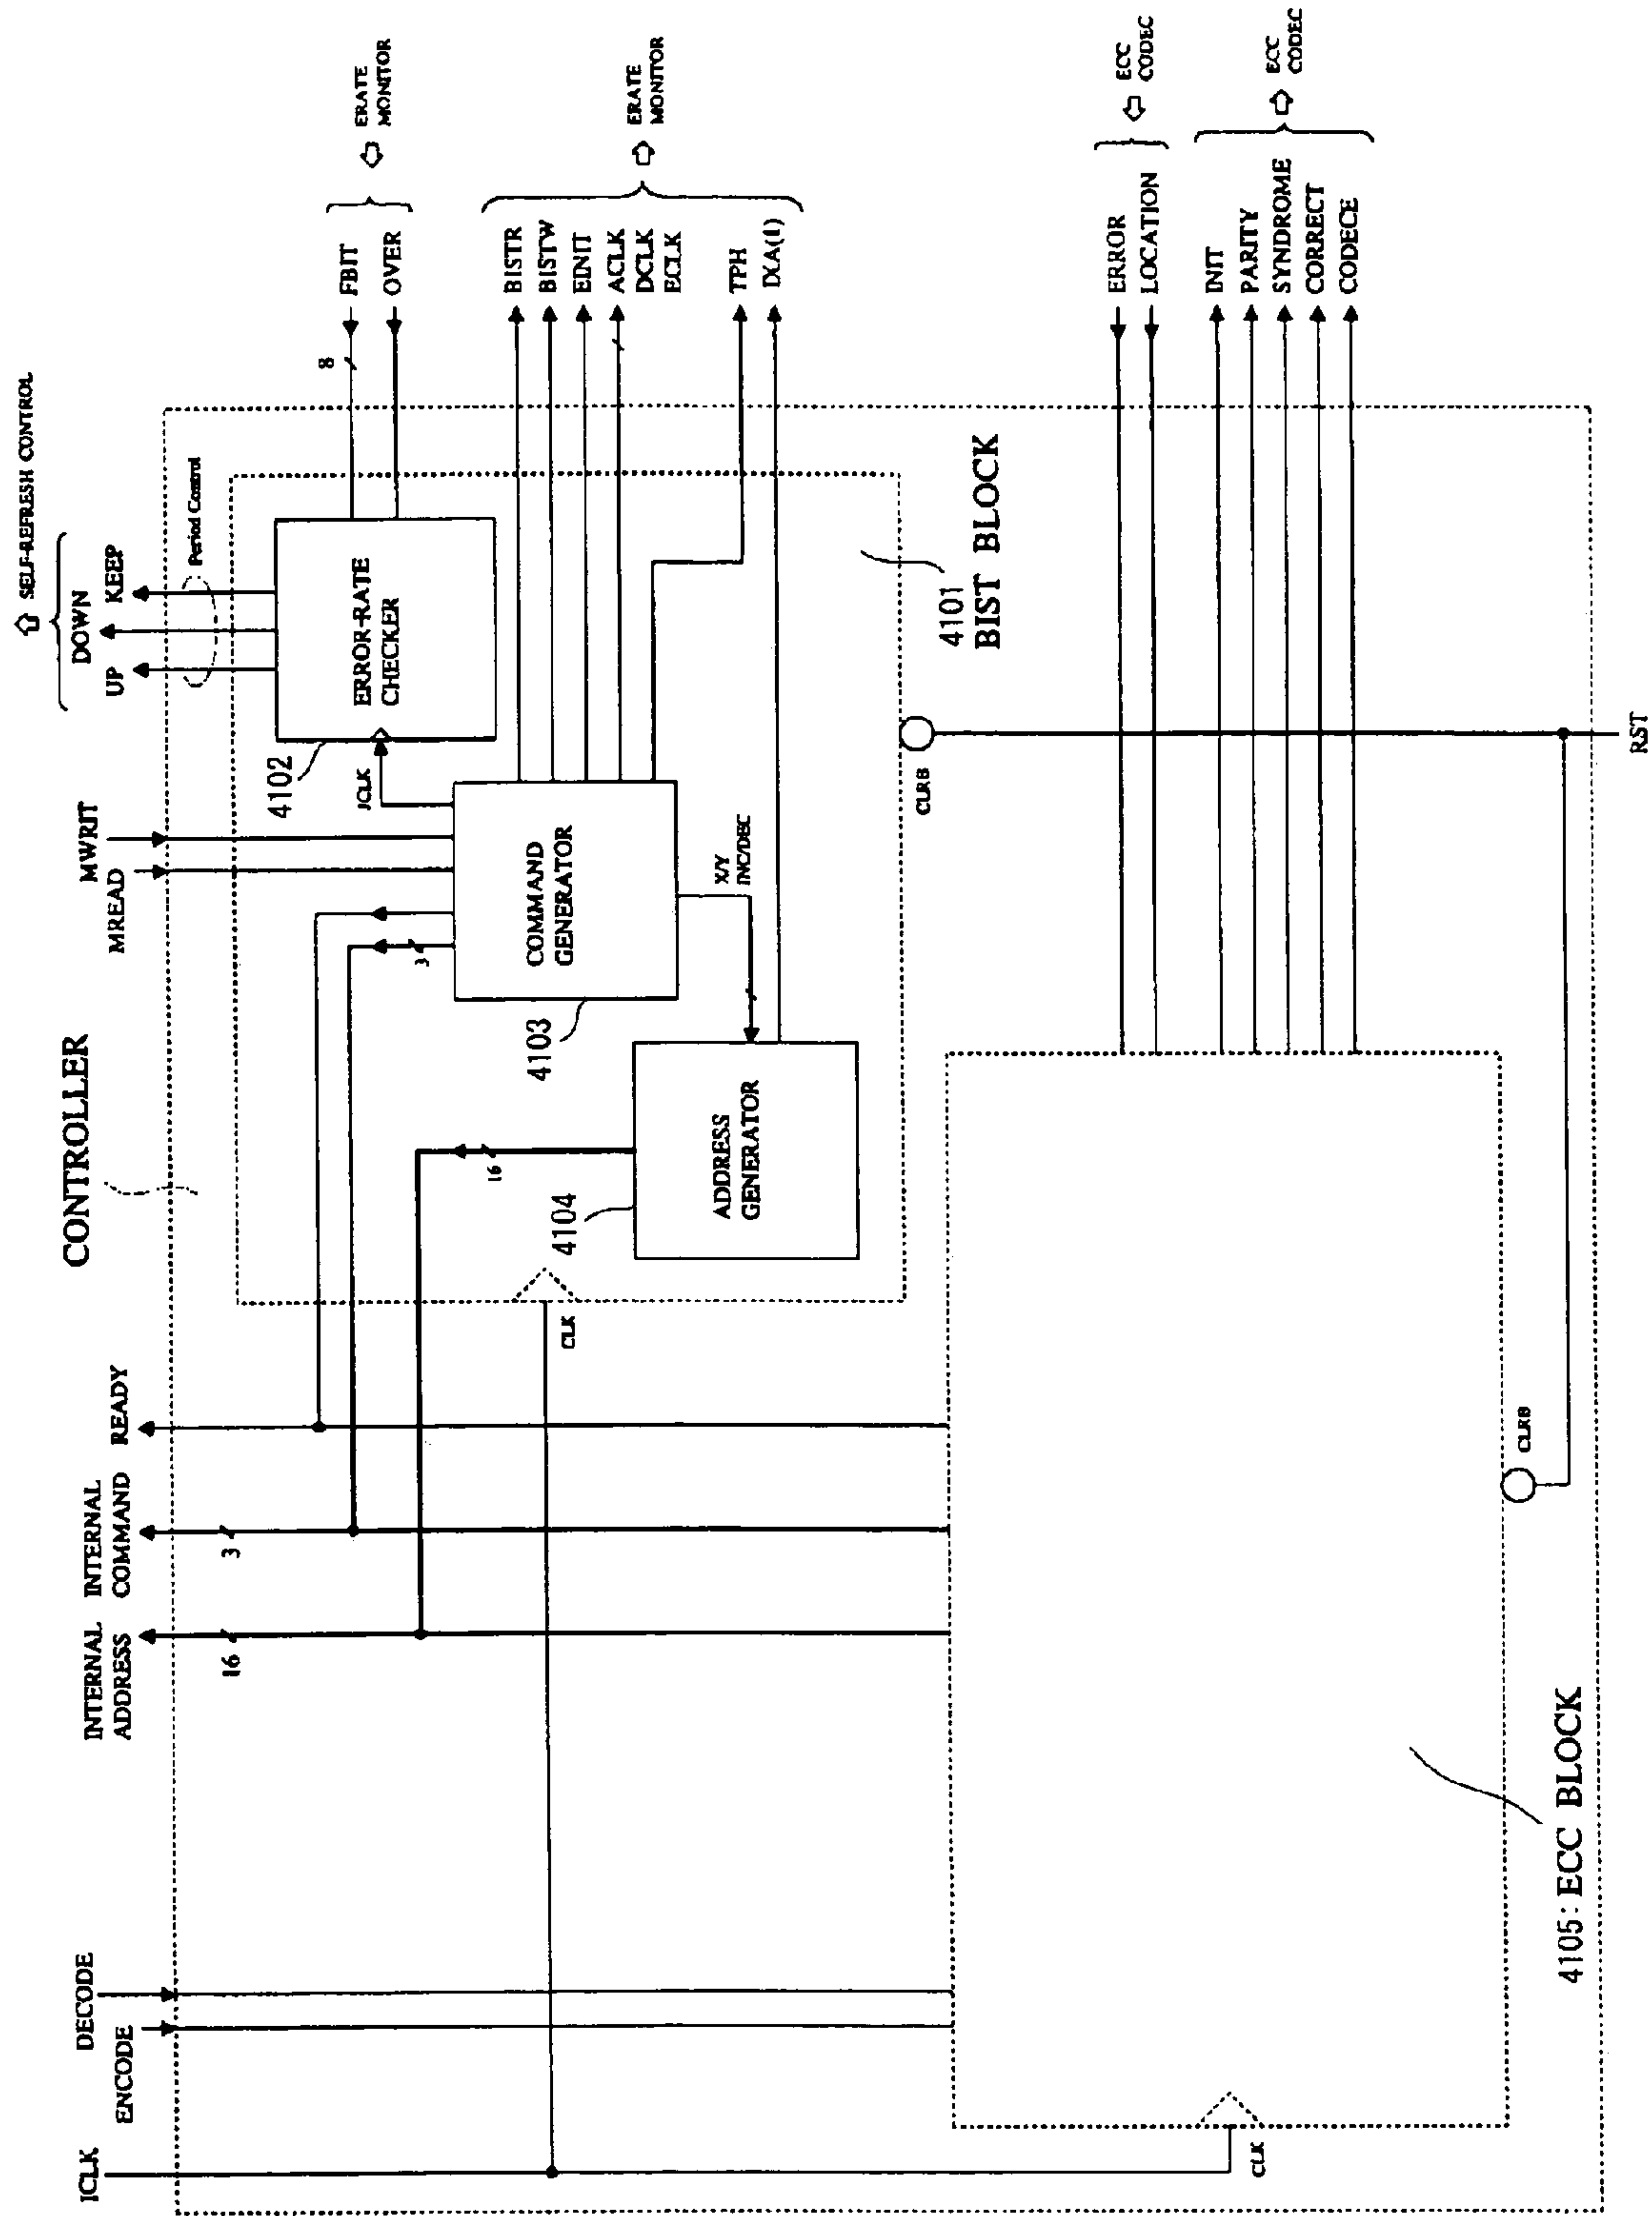 CONTROLLER
ICLK
ENCODE
DECODE
INTERNAL
ADDRESS
16
INTERNAL
COMMAND
3
READY
MREAD
MWRIT
SELF-REFRESH CONTROL
UP
DOWN
KEEP
Period Control
FBIT
8
OVER
ERATE
MONITOR
4102
ERROR-RATE
CHECKER
JCLK
3
COMMAND
GENERATOR
4103
X/Y
INC/DEC
16
4104
ADDRESS
GENERATOR
CLK
BISTR
BISTW
EINIT
ACLK
DCLK
ECLK
TPH
IXA(1)
ERATE
MONITOR
4101
BIST BLOCK
CLRB
ERROR
LOCATION
ECC
CODEC
INIT
PARITY
SYNDROME
CORRECT
CODECE
ECC
CODEC
CLK
CLRB
RST
4105: ECC BLOCK